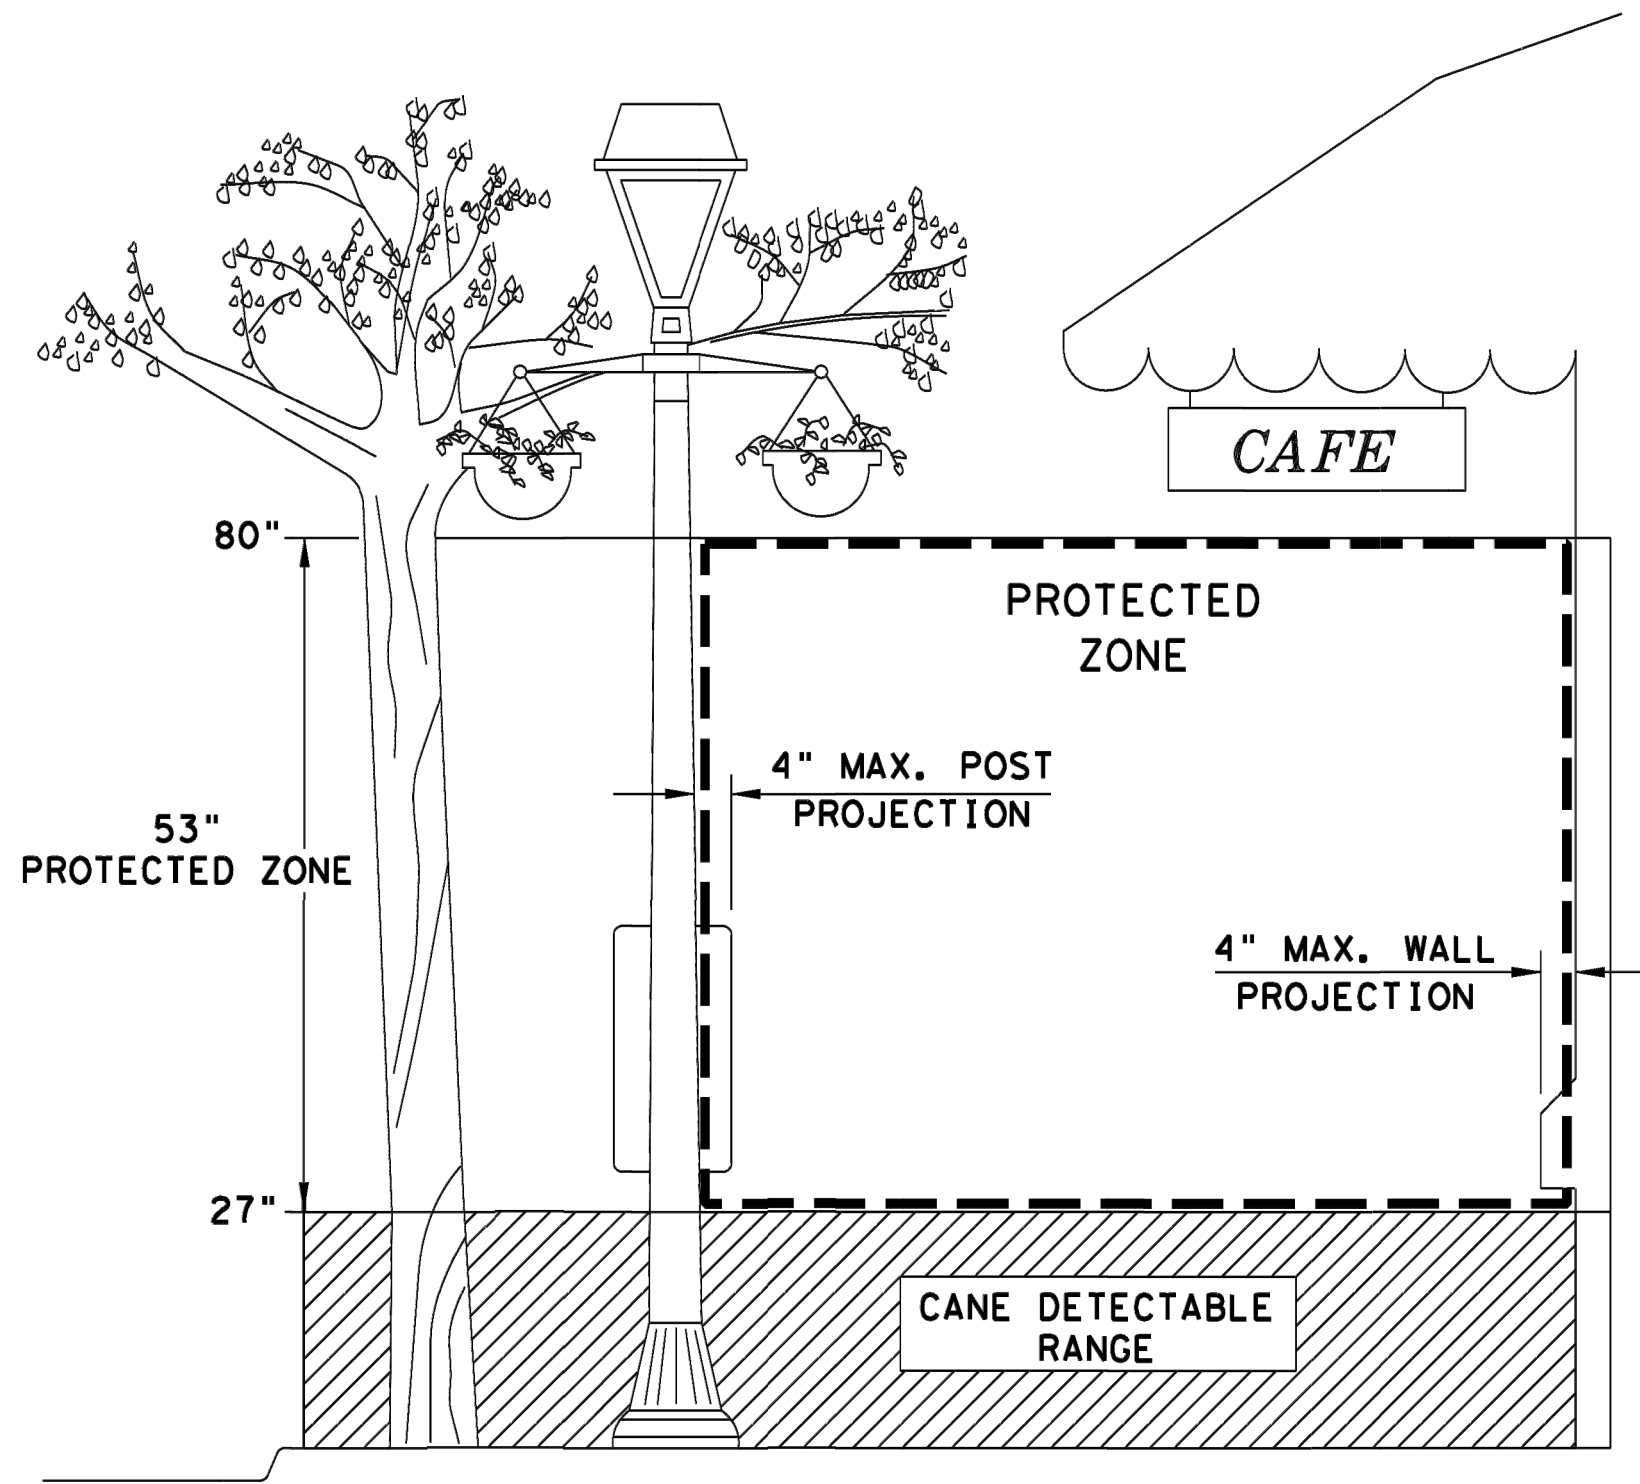 CAFE
80"
PROTECTED
ZONE
4" MAX. POST
PROJECTION
53"
PROTECTED ZONE
4" MAX. WALL
PROJECTION
27"
CANE DETECTABLE
RANGE